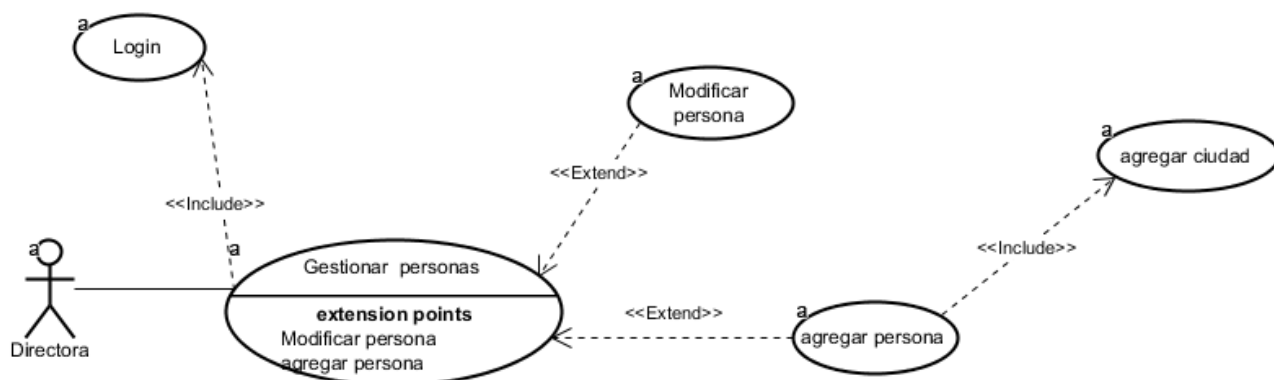 a
Login
a
Modificar
persona
a
agregar ciudad
<<Extend>>
<<Include>>
a
a
Gestionar personas
<<Include>>
extension points
Modificar persona
agregar persona
<<Extend>>
a
agregar persona
Directora